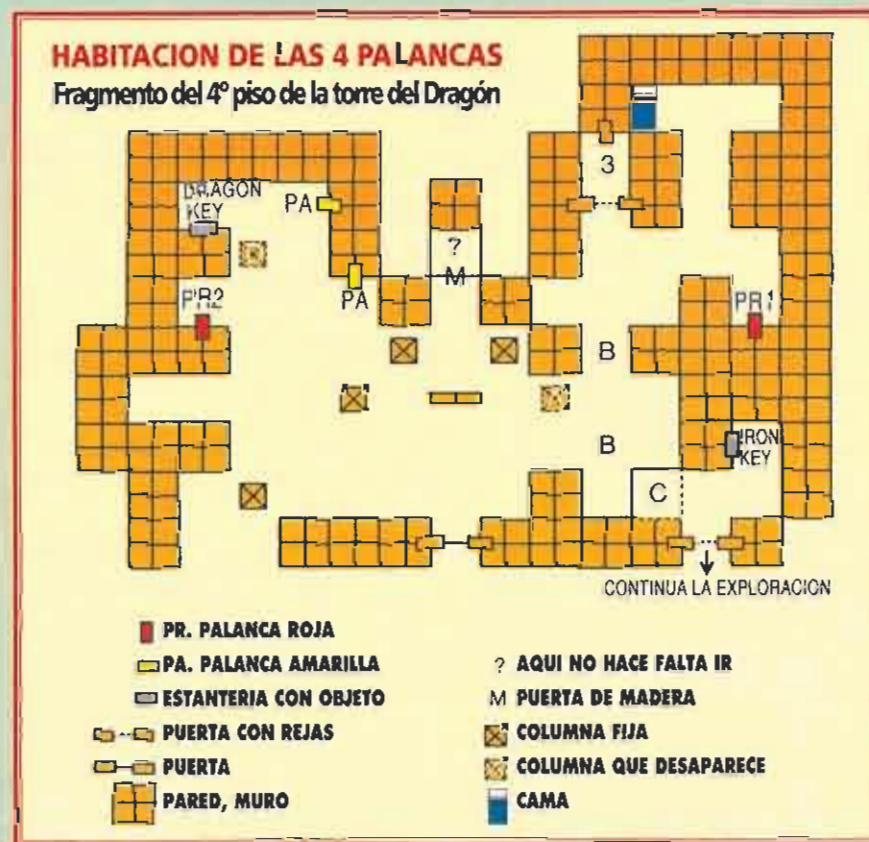 HABITACION DE LAS 4 PALANCAS
Fragmento del 4º piso de la torre del Dragón
3
DRAGON
KEY
PA
?
M
PA
PR2
PR1
B
B
IRON
KEY
C
CONTINUA LA EXPLORACION
PR. PALANCA ROJA
PA. PALANCA AMARILLA
ESTANTERIA CON OBJETO
PUERTA CON REJAS
PUERTA
PARED, MURO
? AQUI NO HACE FALTA IR
M PUERTA DE MADERA
COLUMNA FIJA
COLUMNA QUE DESAPARECE
CAMA